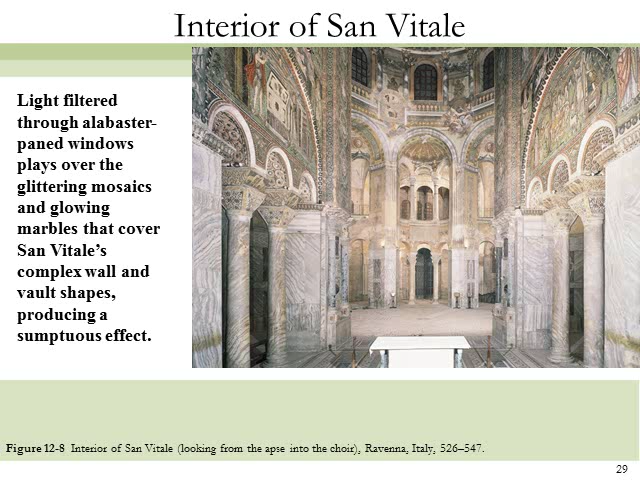 Interior of San Vitale
Light filtered
through alabaster-
paned windows
plays over the
glittering mosaics
and glowing
marbles that cover
San Vitale’s
complex wall and
vault shapes,
producing a
sumptuous effect.
Figure 12-8 Interior of San Vitale (looking from the apse into the choir), Ravenna, Italy, 526–547.
29